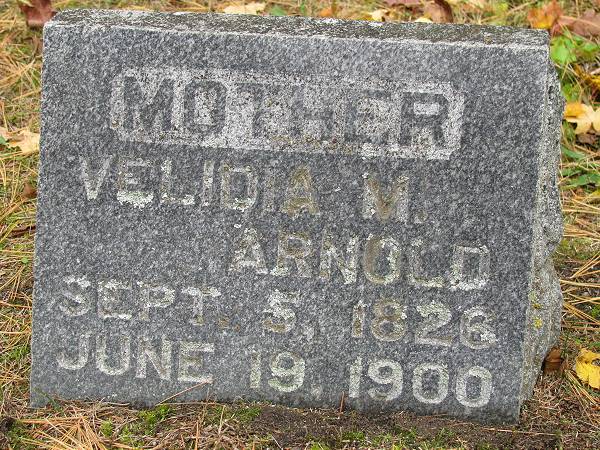 MOTHER
VELIDIA M.
ARNOLD
SEPT. 5, 1826
JUNE 19, 1900